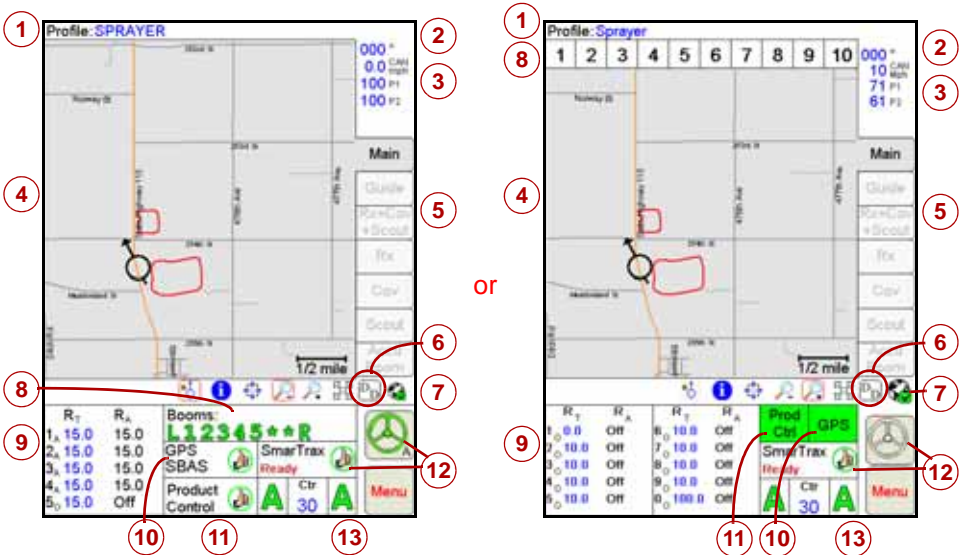 1
Profile: SPRAYER
2
000 °
0.0 CAN mph
3
100 P1
100 P2
Main
Guide
4
Rx+Cov
+Scout
5
Rx
Cov
Scout
6
1/2 mile
7
8
Booms:
L12345**R
9
RT RA
1A 15.0 15.0
2A 15.0 15.0
3A 15.0 15.0
4A 15.0 15.0
5O 15.0 Off
GPS
SBAS
SmarTrax
Ready
A
12
Product
Control
A
Ctr
30
A
Menu
10
11
13
or
1
Profile: Sprayer
8
1 2 3 4 5 6 7 8 9 10
000 °
2
10 CAN mph
3
71 P1
61 P2
Main
Guide
4
Rx+Cov
+Scout
5
Rx
Cov
Scout
6
1/2 mile
7
9
RT RA RT RA
1O 0.0 Off 6O 10.0 Off
2O 10.0 Off 7O 10.0 Off
3O 10.0 Off 8O 10.0 Off
4O 10.0 Off 9O 10.0 Off
5O 10.0 Off 0O 100.0 Off
Prod
Ctrl
GPS
SmarTrax
Ready
12
A
Ctr
30
A
Menu
11
10
13